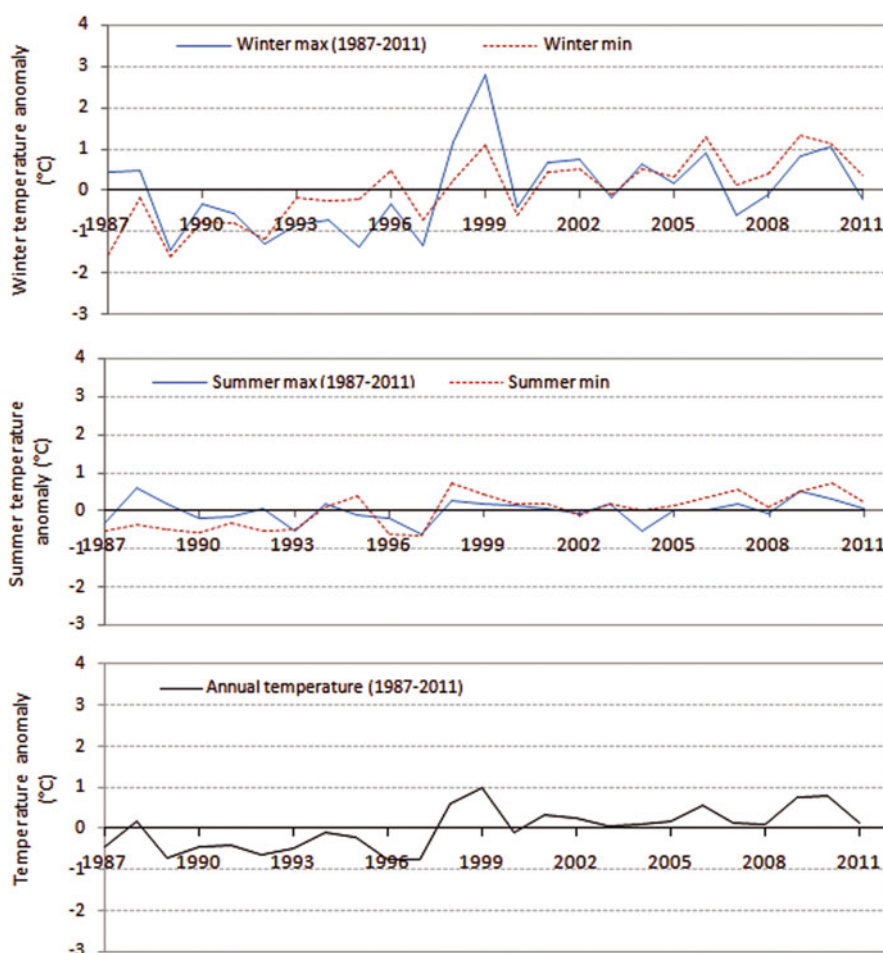 4
Winter max (1987-2011) Winter min
3
2
1
0
1987 1990 1993 1996 1999 2002 2005 2008 2011
-1
-2
-3
Winter temperature anomaly
(°C)
4
Summer max (1987-2011) Summer min
3
2
1
0
1987 1990 1993 1996 1999 2002 2005 2008 2011
-1
-2
-3
Summer temperature
anomaly (°C)
4
Annual temperature (1987-2011)
3
2
1
0
1987 1990 1993 1996 1999 2002 2005 2008 2011
-1
-2
-3
Temperature anomaly
(°C)